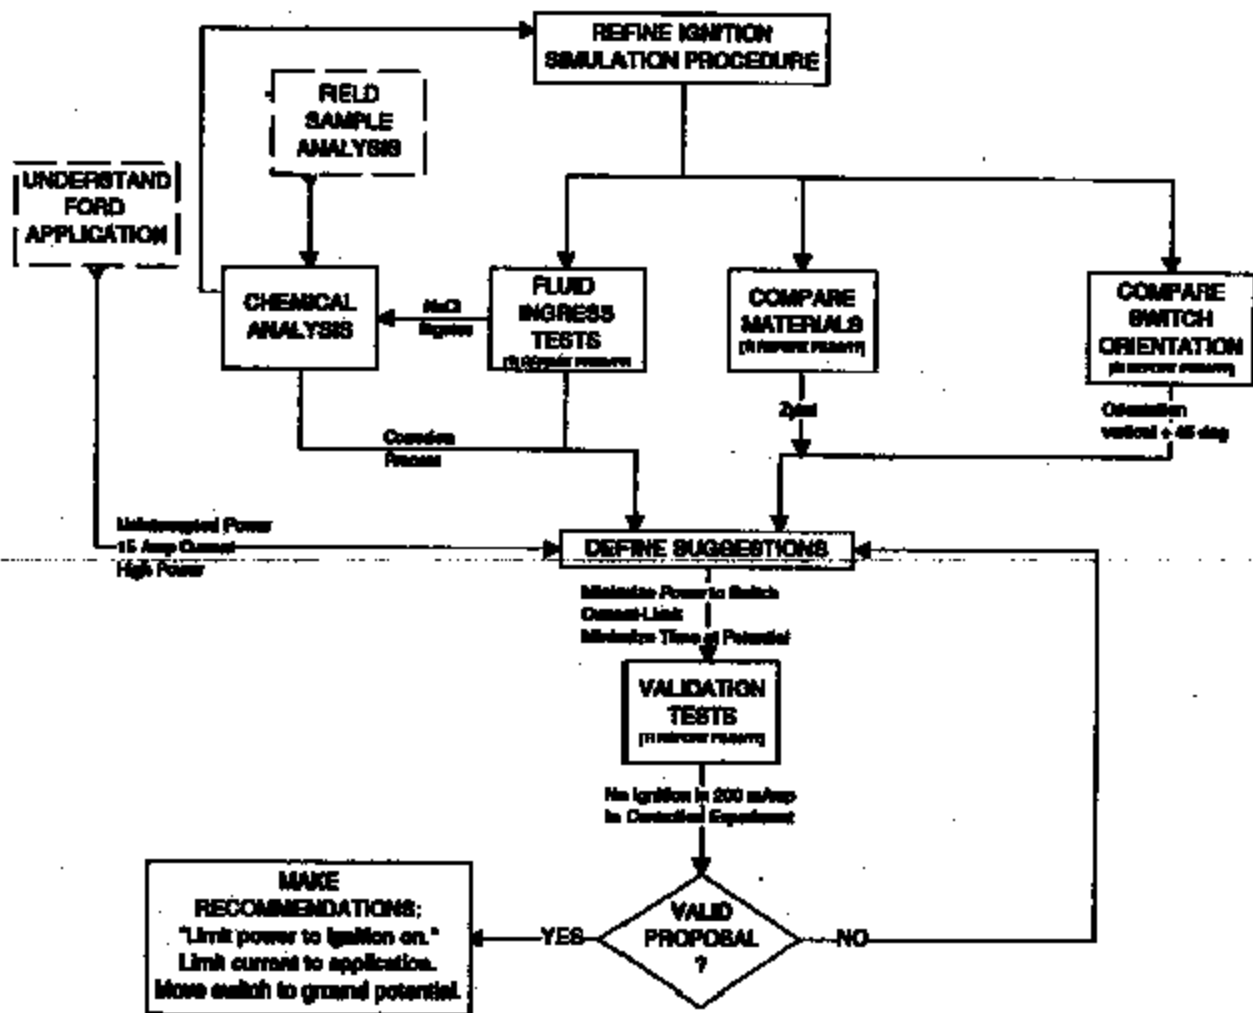 REFINE IGNITION
SIMULATION PROCEDURE
FIELD
SAMPLE
ANALYSIS
UNDERSTAND
FORD
APPLICATION
CHEMICAL
ANALYSIS
NaCl
FLUID
INGRESS
TESTS
COMPARE
MATERIALS
COMPARE
SWITCH
ORIENTATION
Corrosion
Process
Zytel
Orientation
vertical + 45 deg
Uninterrupted Power
15 Amp Current
High Power
DEFINE SUGGESTIONS
Minimize Power to Switch
Current-Limit
Minimize Time at Potential
VALIDATION
TESTS
No Ignition in 200 mAmp
in Controlled Experiment
MAKE
RECOMMENDATIONS:
"Limit power to ignition on."
Limit current to application.
Move switch to ground potential.
YES
VALID
PROPOSAL
?
NO